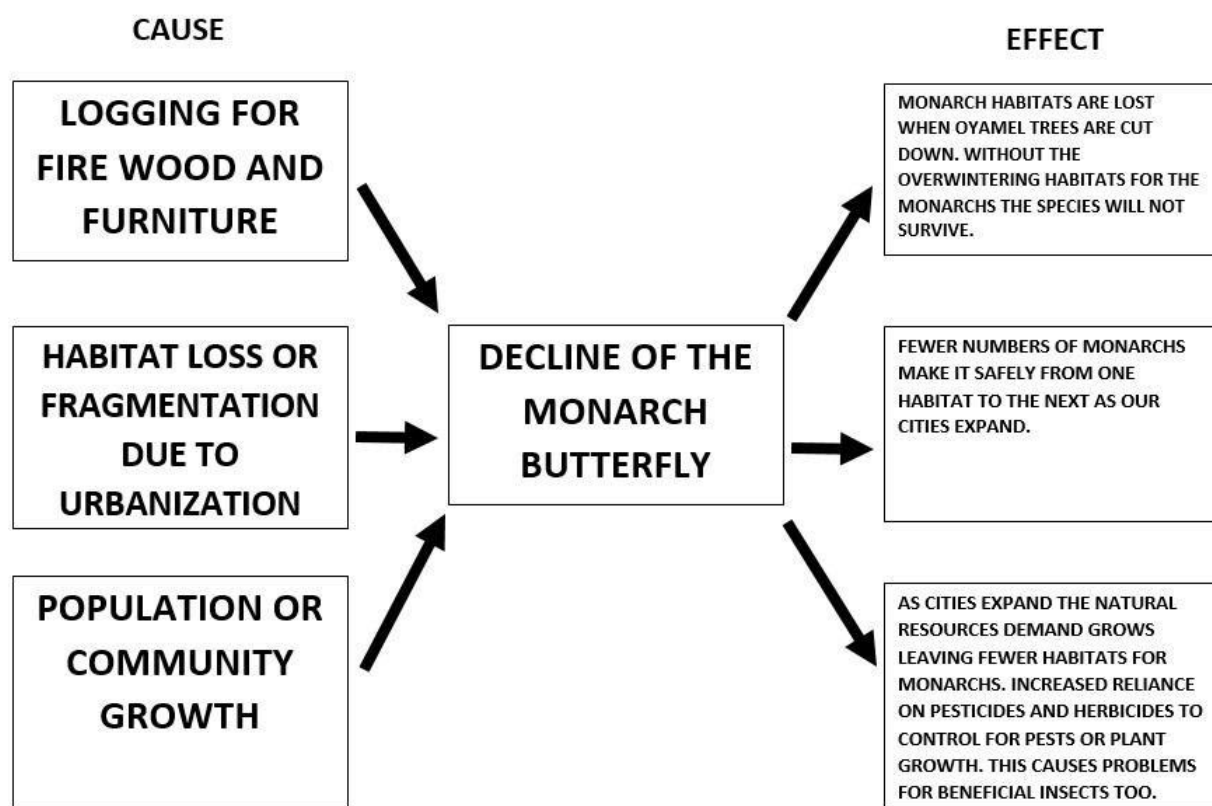 CAUSE
EFFECT
LOGGING FOR
FIRE WOOD AND
FURNITURE
MONARCH HABITATS ARE LOST
WHEN OYAMEL TREES ARE CUT
DOWN. WITHOUT THE
OVERWINTERING HABITATS FOR THE
MONARCHS THE SPECIES WILL NOT
SURVIVE.
HABITAT LOSS OR
FRAGMENTATION
DUE TO
URBANIZATION
DECLINE OF THE
MONARCH
BUTTERFLY
FEWER NUMBERS OF MONARCHS
MAKE IT SAFELY FROM ONE
HABITAT TO THE NEXT AS OUR
CITIES EXPAND.
POPULATION OR
COMMUNITY
GROWTH
AS CITIES EXPAND THE NATURAL
RESOURCES DEMAND GROWS
LEAVING FEWER HABITATS FOR
MONARCHS. INCREASED RELIANCE
ON PESTICIDES AND HERBICIDES TO
CONTROL FOR PESTS OR PLANT
GROWTH. THIS CAUSES PROBLEMS
FOR BENEFICIAL INSECTS TOO.